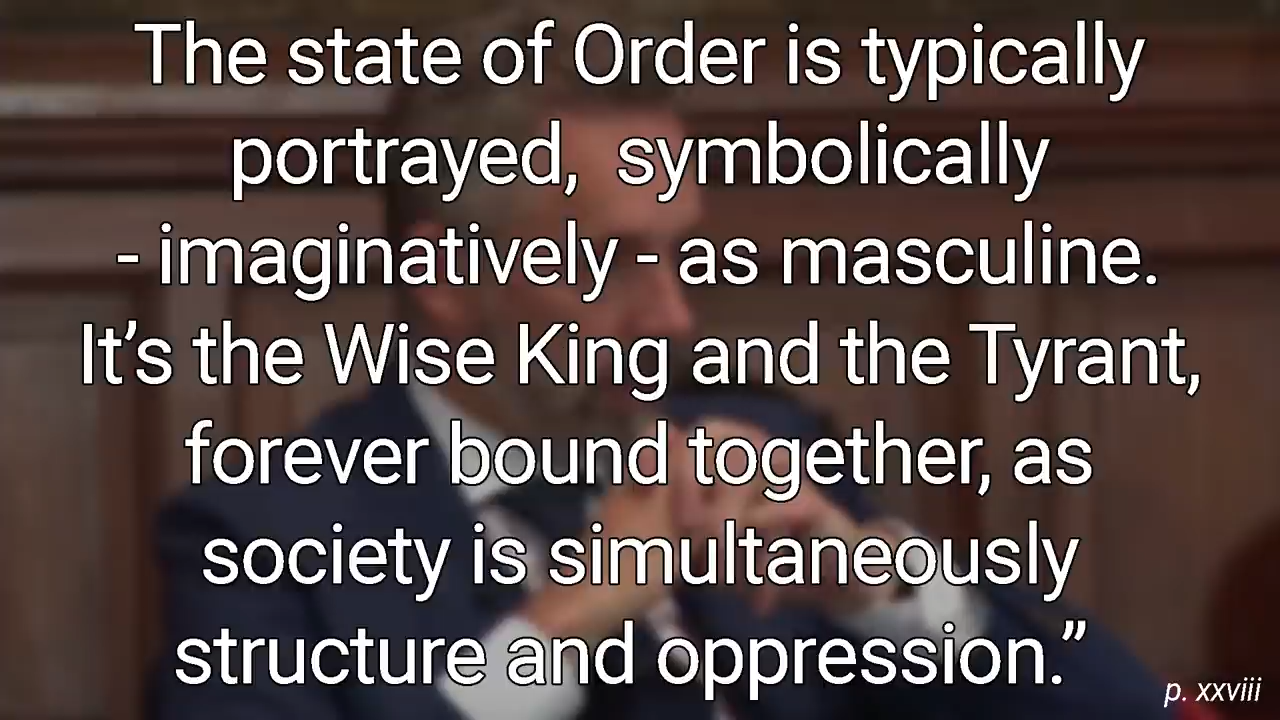 The state of Order is typically
portrayed,  symbolically
- imaginatively - as masculine.
It’s the Wise King and the Tyrant,
forever bound together, as
society is simultaneously
structure and oppression.”
p. xxviii